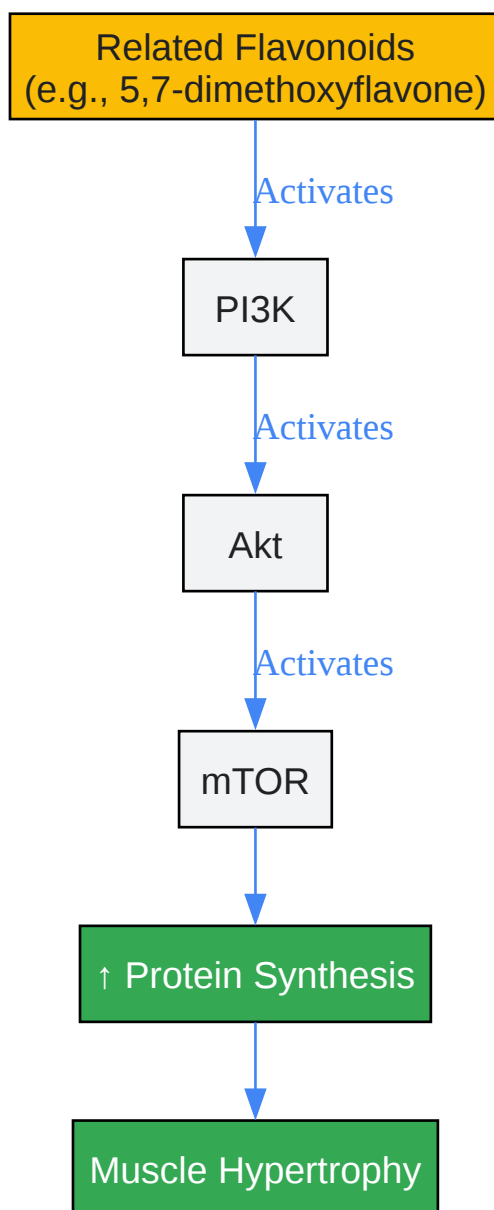 Related Flavonoids
(e.g., 5,7-dimethoxyflavone)
Activates
PI3K
Activates
Akt
Activates
mTOR
↑ Protein Synthesis
Muscle Hypertrophy